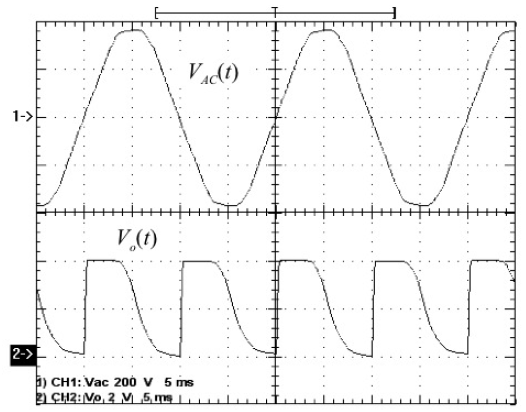 V_AC(t)
1->
V_o(t)
2->
1) CH1: Vac 200 V 5 ms
2) CH2: Vo 2 V 5 ms